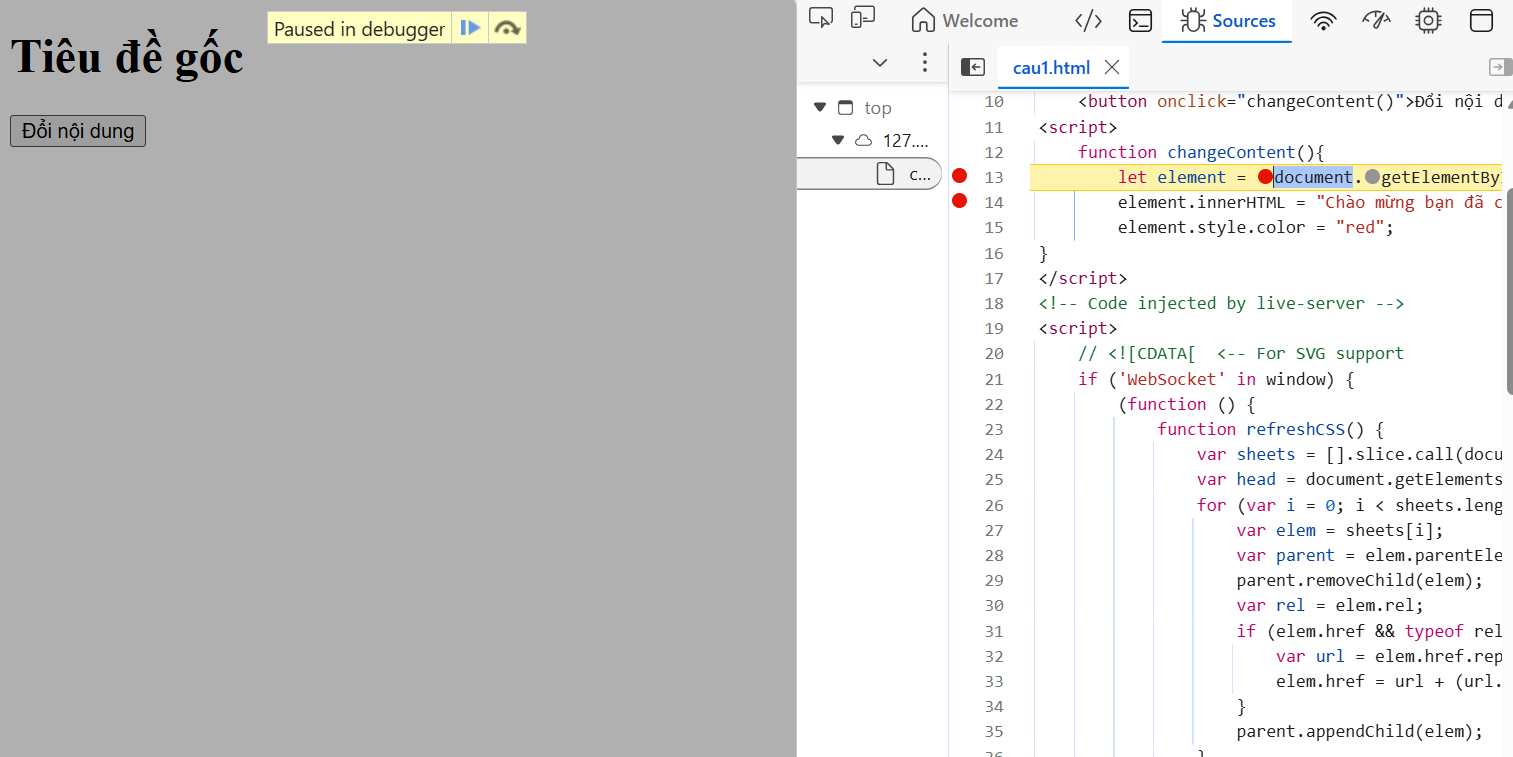 Paused in debugger
Tiêu đề gốc
Đổi nội dung
Welcome
Sources
cau1.html
top
127....
c...
10 <button onclick="changeContent()">Đổi nội d
11 <script>
12 function changeContent(){
13 let element = document.getElementBy
14 element.innerHTML = "Chào mừng bạn đã c
15 element.style.color = "red";
16 }
17 </script>
18 <!-- Code injected by live-server -->
19 <script>
20 // <![CDATA[ <-- For SVG support
21 if ('WebSocket' in window) {
22 (function () {
23 function refreshCSS() {
24 var sheets = [].slice.call(docu
25 var head = document.getElements
26 for (var i = 0; i < sheets.leng
27 var elem = sheets[i];
28 var parent = elem.parentEle
29 parent.removeChild(elem);
30 var rel = elem.rel;
31 if (elem.href && typeof rel
32 var url = elem.href.rep
33 elem.href = url + (url.
34 }
35 parent.appendChild(elem);
36 }